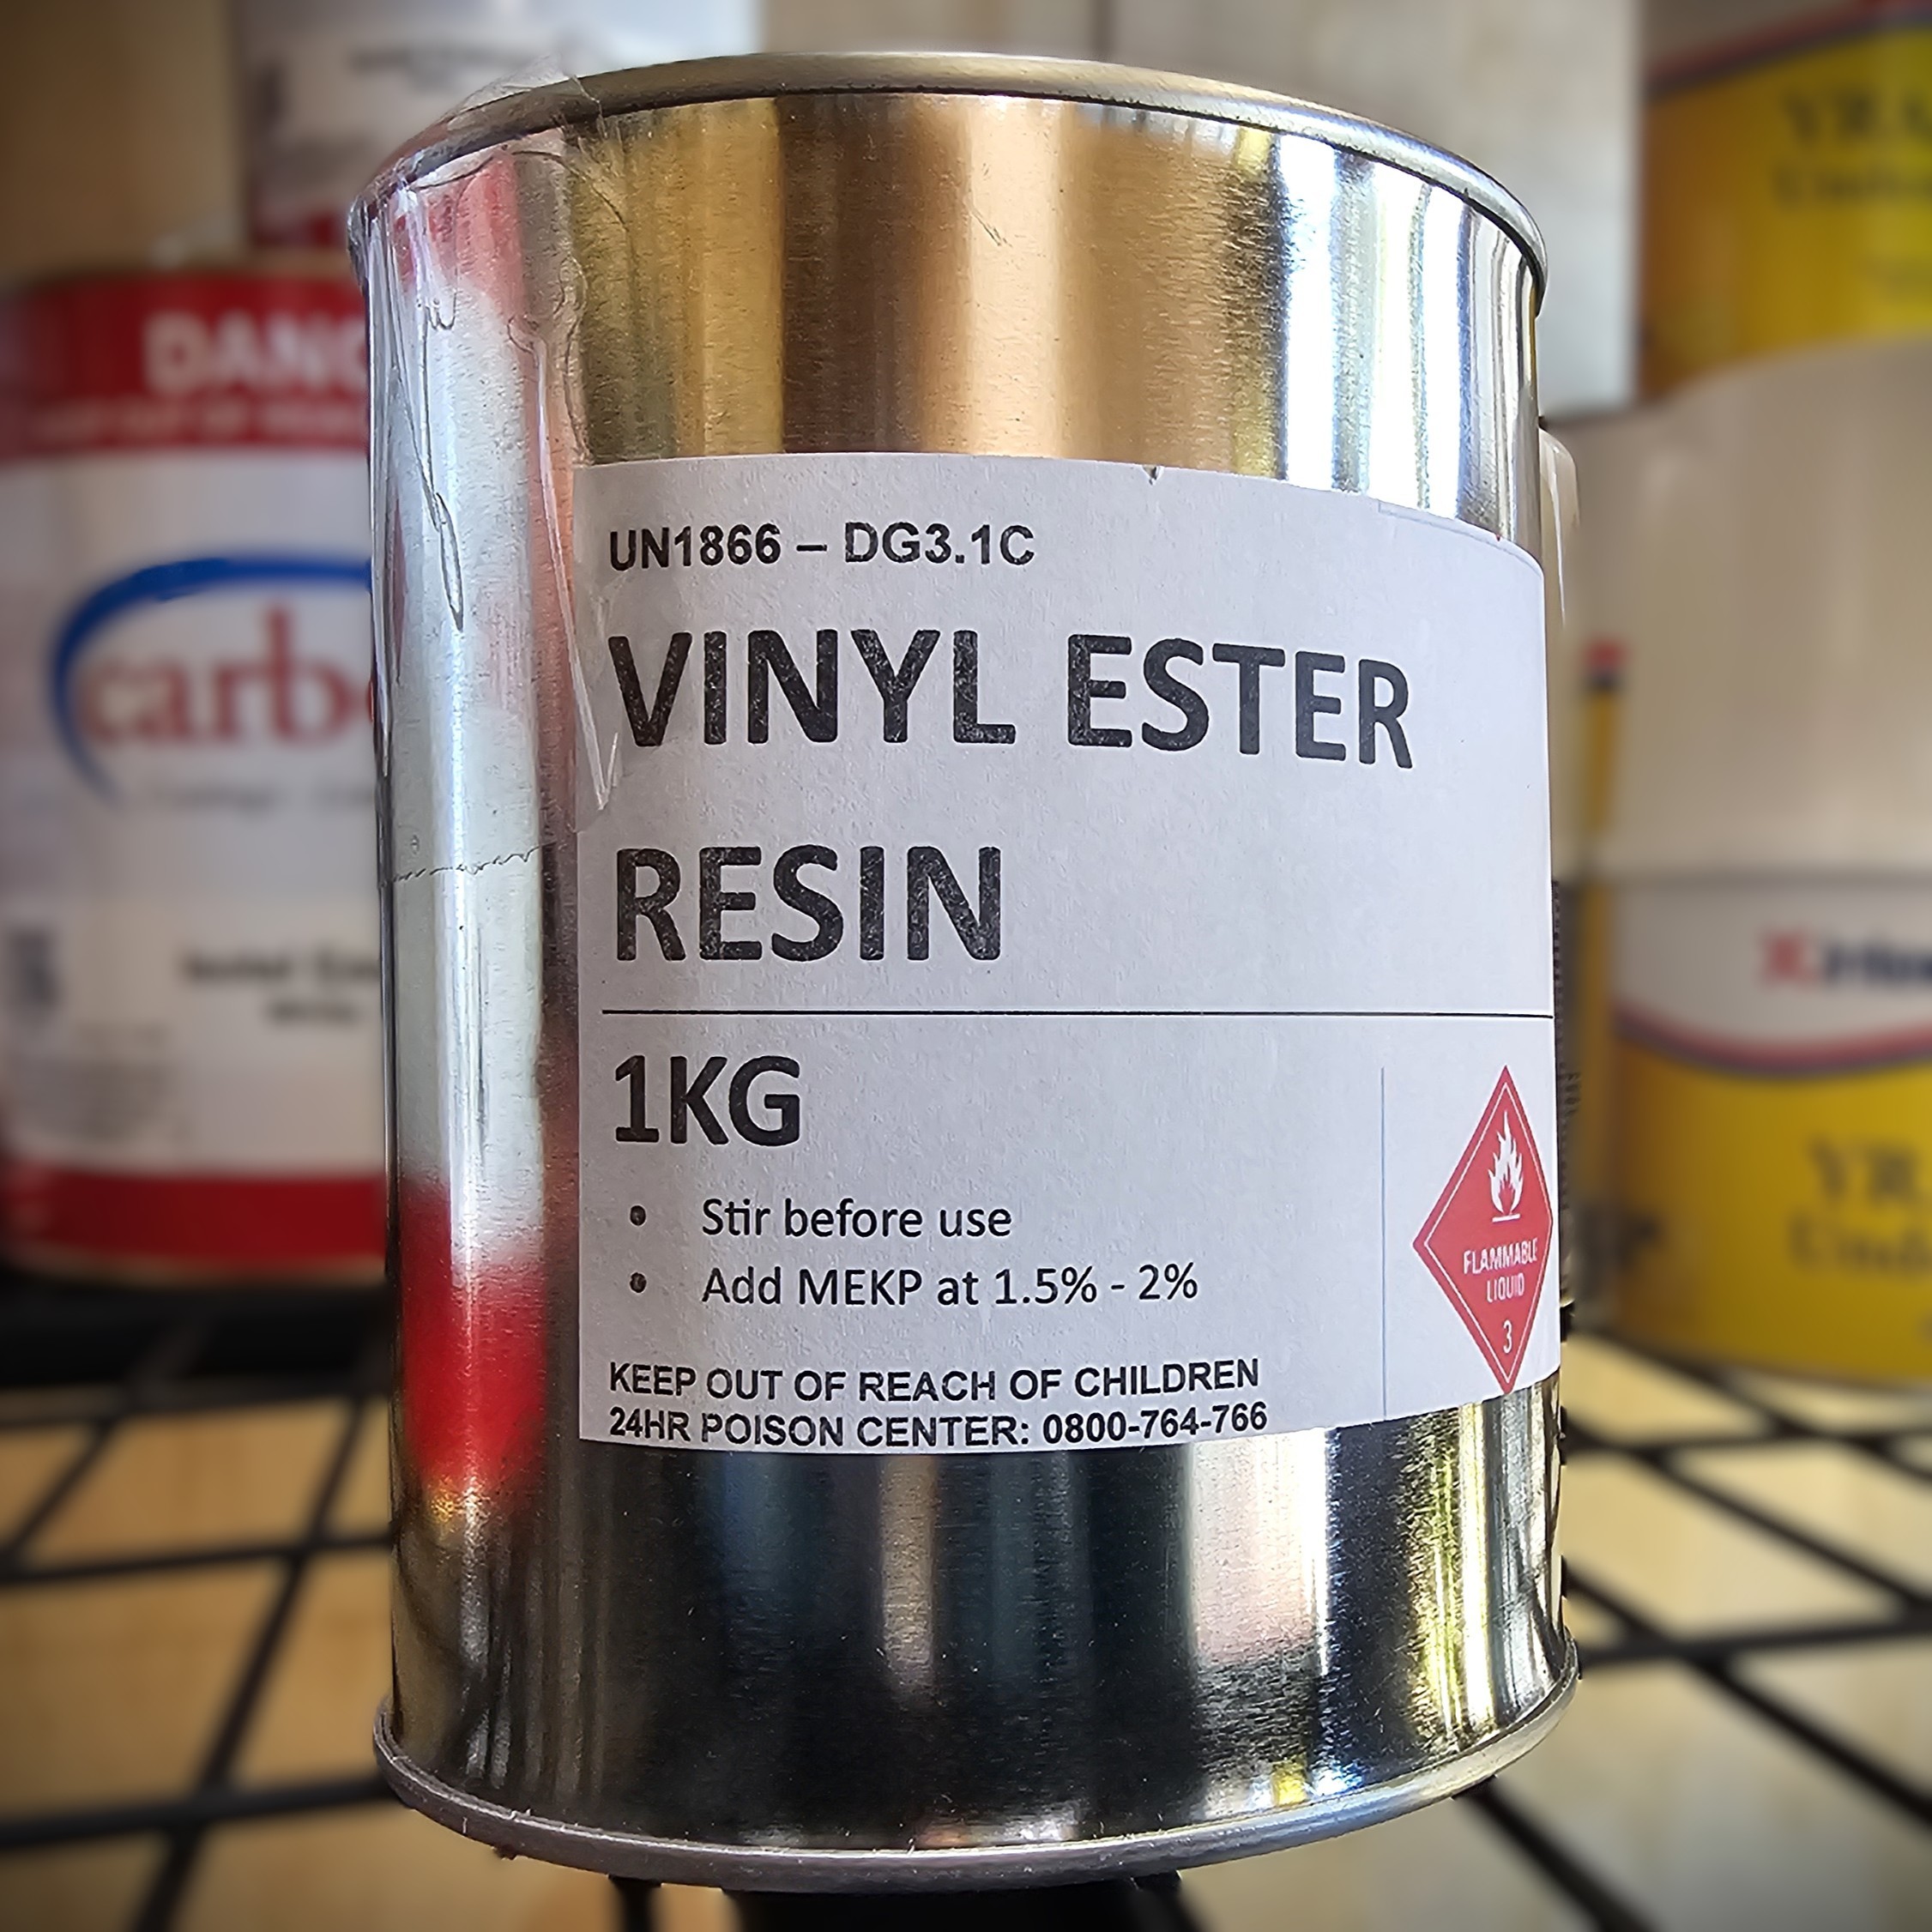 UN1866 – DG3.1C
VINYL ESTER
RESIN
1KG
• Stir before use
• Add MEKP at 1.5% - 2%
FLAMMABLE
LIQUID
3
KEEP OUT OF REACH OF CHILDREN
24HR POISON CENTER: 0800-764-766